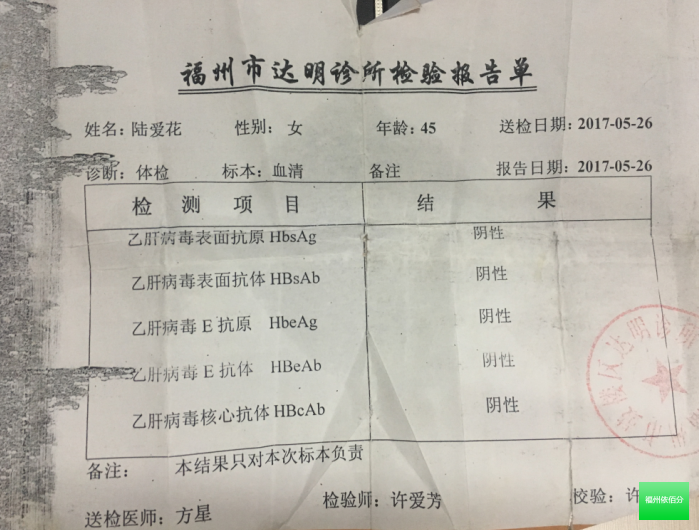 福州市达明诊所检验报告单
姓名：陆爱花 性别：女 年龄：45 送检日期：2017-05-26
诊断：体检 标本：血清 备注 报告日期：2017-05-26
检测项目 结果
乙肝病毒表面抗原 HbsAg 阴性
乙肝病毒表面抗体 HBsAb 阴性
乙肝病毒 E 抗原 HbeAg 阴性
乙肝病毒 E 抗体 HBeAb 阴性
乙肝病毒核心抗体 HBcAb 阴性
备注： 本结果只对本次标本负责
送检医师：方星 检验师：许爱芳 校验：许
福州依佰分